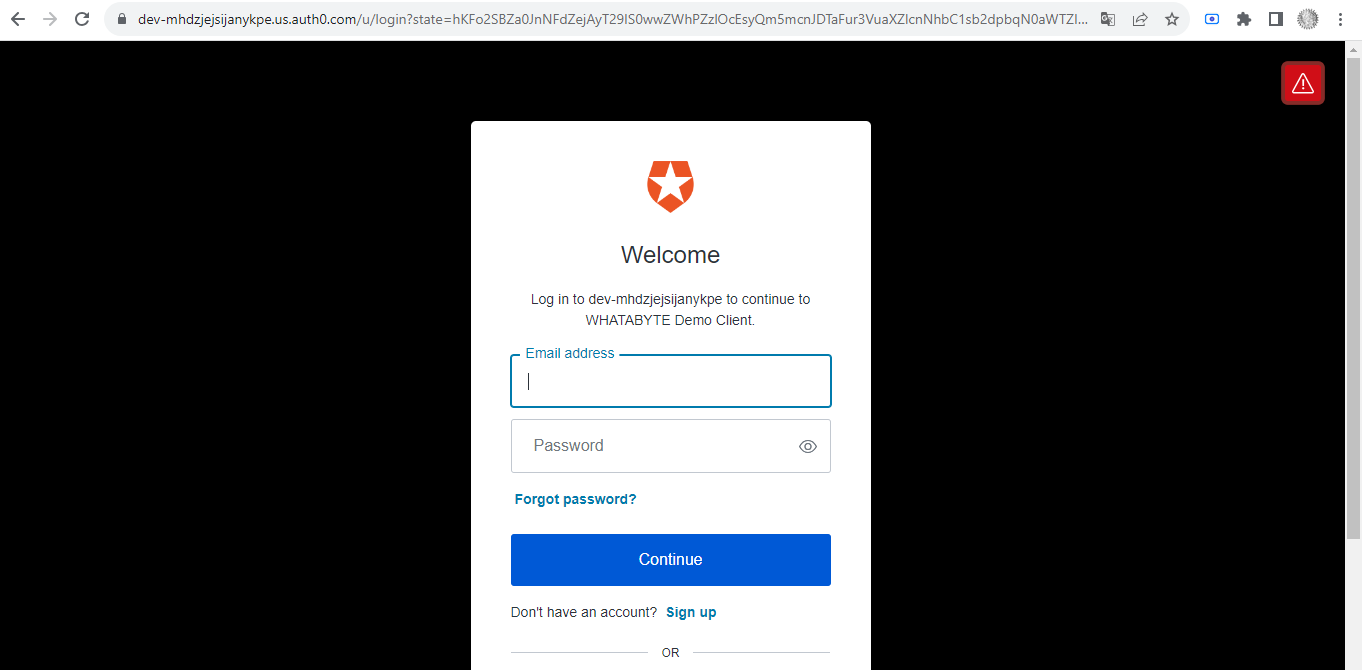 dev-mhdzjejsijanykpe.us.auth0.com/u/login?state=hKFo2SBZa0JnNFdZejAyT29IS0wwZWhPZzlOcEsyQm5mcnJDTaFur3VuaXZlcnNhbC1sb2dpbqN0aWTZI...
Welcome
Log in to dev-mhdzjejsijanykpe to continue to
WHATABYTE Demo Client.
Email address
Password
Forgot password?
Continue
Don't have an account? Sign up
OR